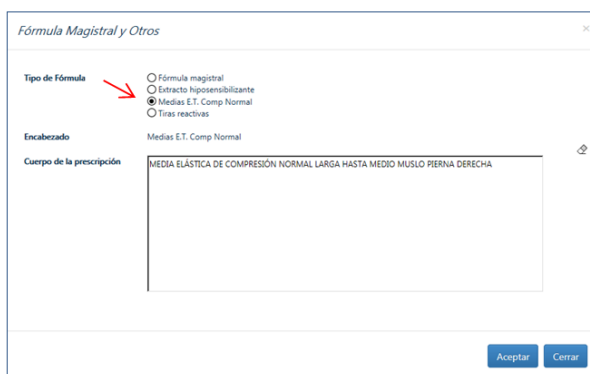 Fórmula Magistral y Otros
Tipo de Fórmula
Fórmula magistral
Extracto hiposensibilizante
Medias E.T. Comp Normal
Tiras reactivas
Encabezado
Medias E.T. Comp Normal
Cuerpo de la prescripción
MEDIA ELÁSTICA DE COMPRESIÓN NORMAL LARGA HASTA MEDIO MUSLO PIERNA DERECHA
Aceptar
Cerrar